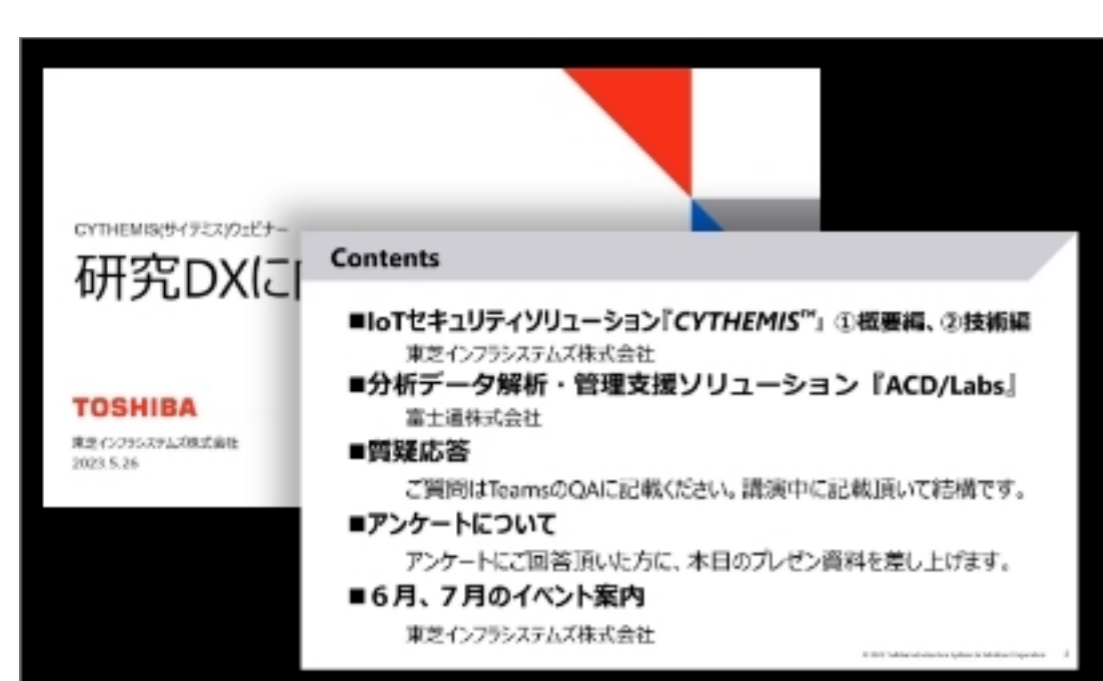 CYTHEMIS(サイテミス)ウェビナー
研究DXに
TOSHIBA
東芝インフラシステムズ株式会社
2023.5.26
Contents
■IoTセキュリティソリューション『CYTHEMIS™』 ①概要編、②技術編
東芝インフラシステムズ株式会社
■分析データ解析・管理支援ソリューション『ACD/Labs』
富士通株式会社
■質疑応答
ご質問はTeamsのQAに記載ください。講演中に記載頂いて結構です。
■アンケートについて
アンケートにご回答頂いた方に、本日のプレゼン資料を差し上げます。
■6月、7月のイベント案内
東芝インフラシステムズ株式会社